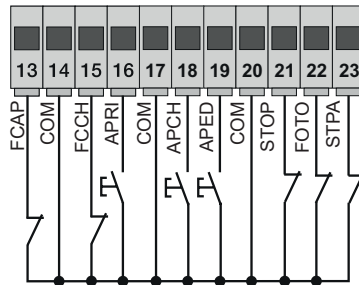 13 14 15 16 17 18 19 20 21 22 23
FCAP
COM
FCCH
APRI
COM
APCH
APED
COM
STOP
FOTO
STPA